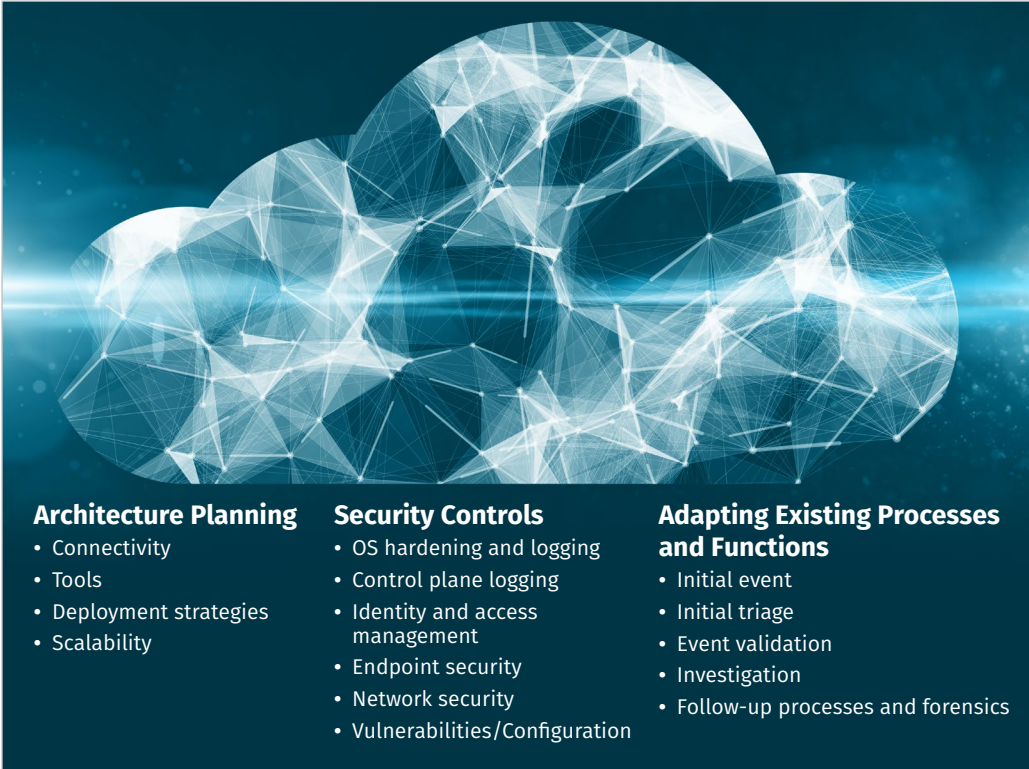 Architecture Planning
• Connectivity
• Tools
• Deployment strategies
• Scalability
Security Controls
• OS hardening and logging
• Control plane logging
• Identity and access
management
• Endpoint security
• Network security
• Vulnerabilities/Configuration
Adapting Existing Processes
and Functions
• Initial event
• Initial triage
• Event validation
• Investigation
• Follow-up processes and forensics